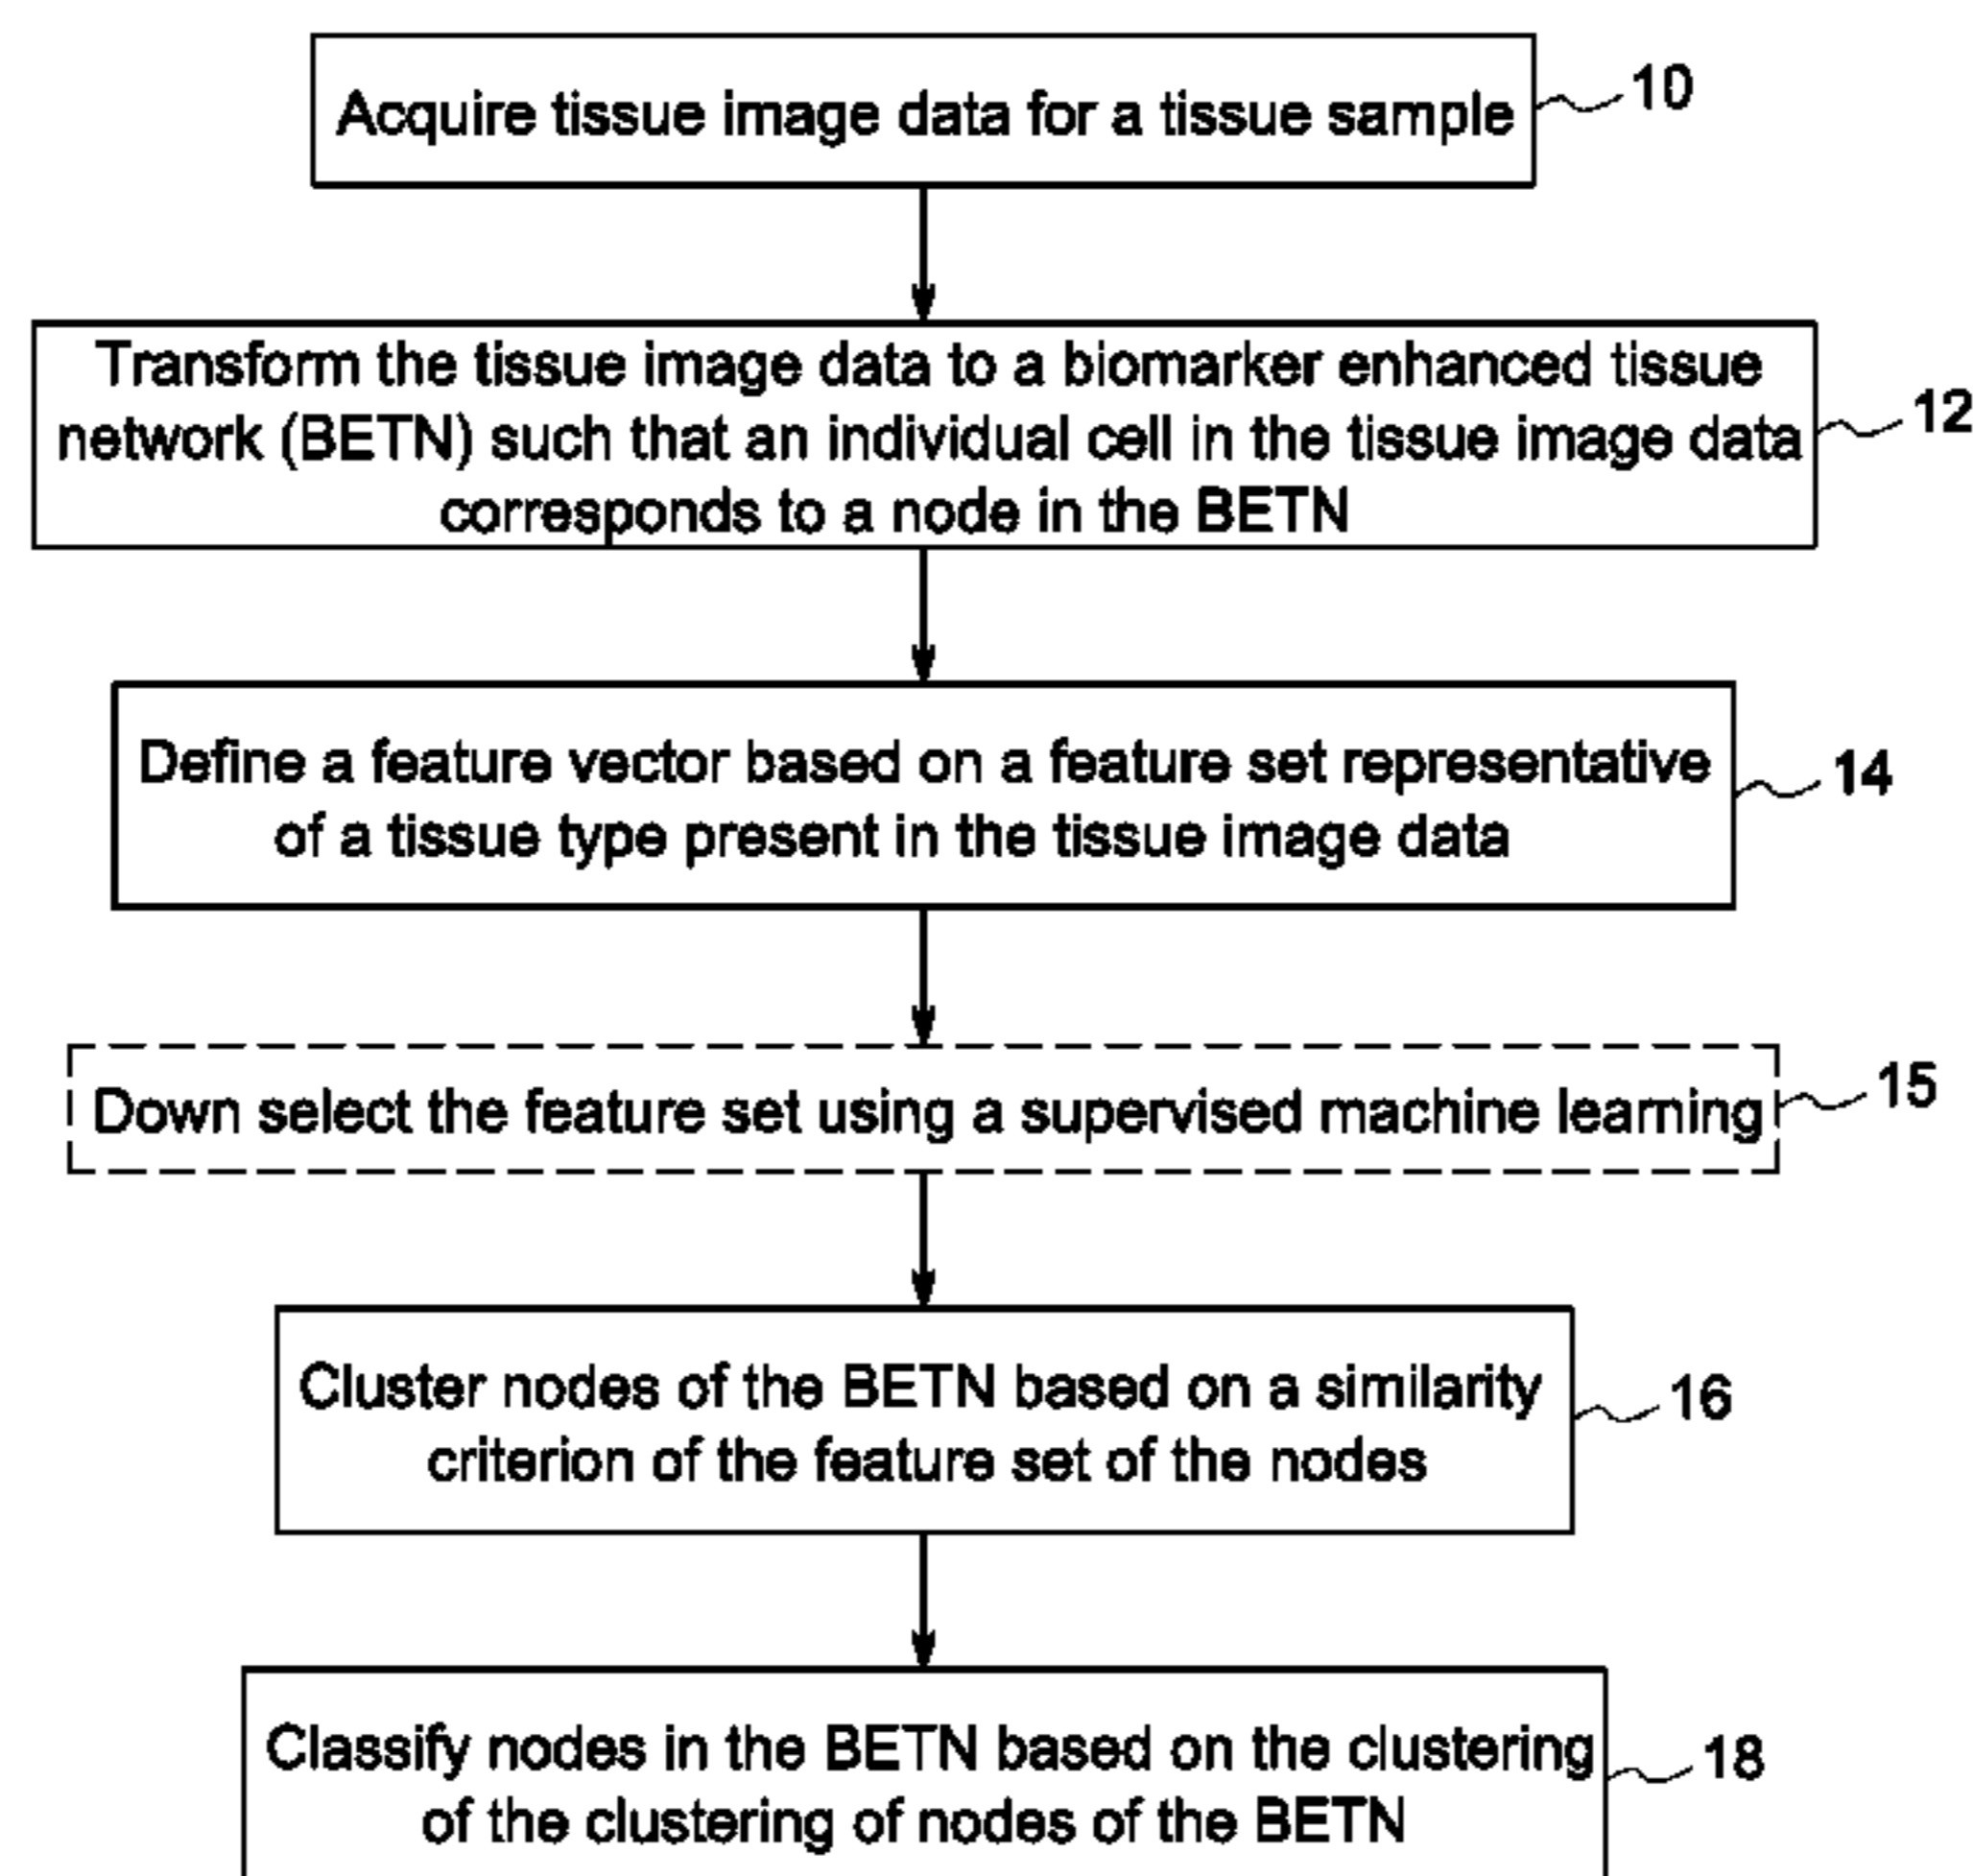 Acquire tissue image data for a tissue sample
10
Transform the tissue image data to a biomarker enhanced tissue
network (BETN) such that an individual cell in the tissue image data
corresponds to a node in the BETN
12
Define a feature vector based on a feature set representative
of a tissue type present in the tissue image data
14
Down select the feature set using a supervised machine learning
15
Cluster nodes of the BETN based on a similarity
criterion of the feature set of the nodes
16
Classify nodes in the BETN based on the clustering
of the clustering of nodes of the BETN
18